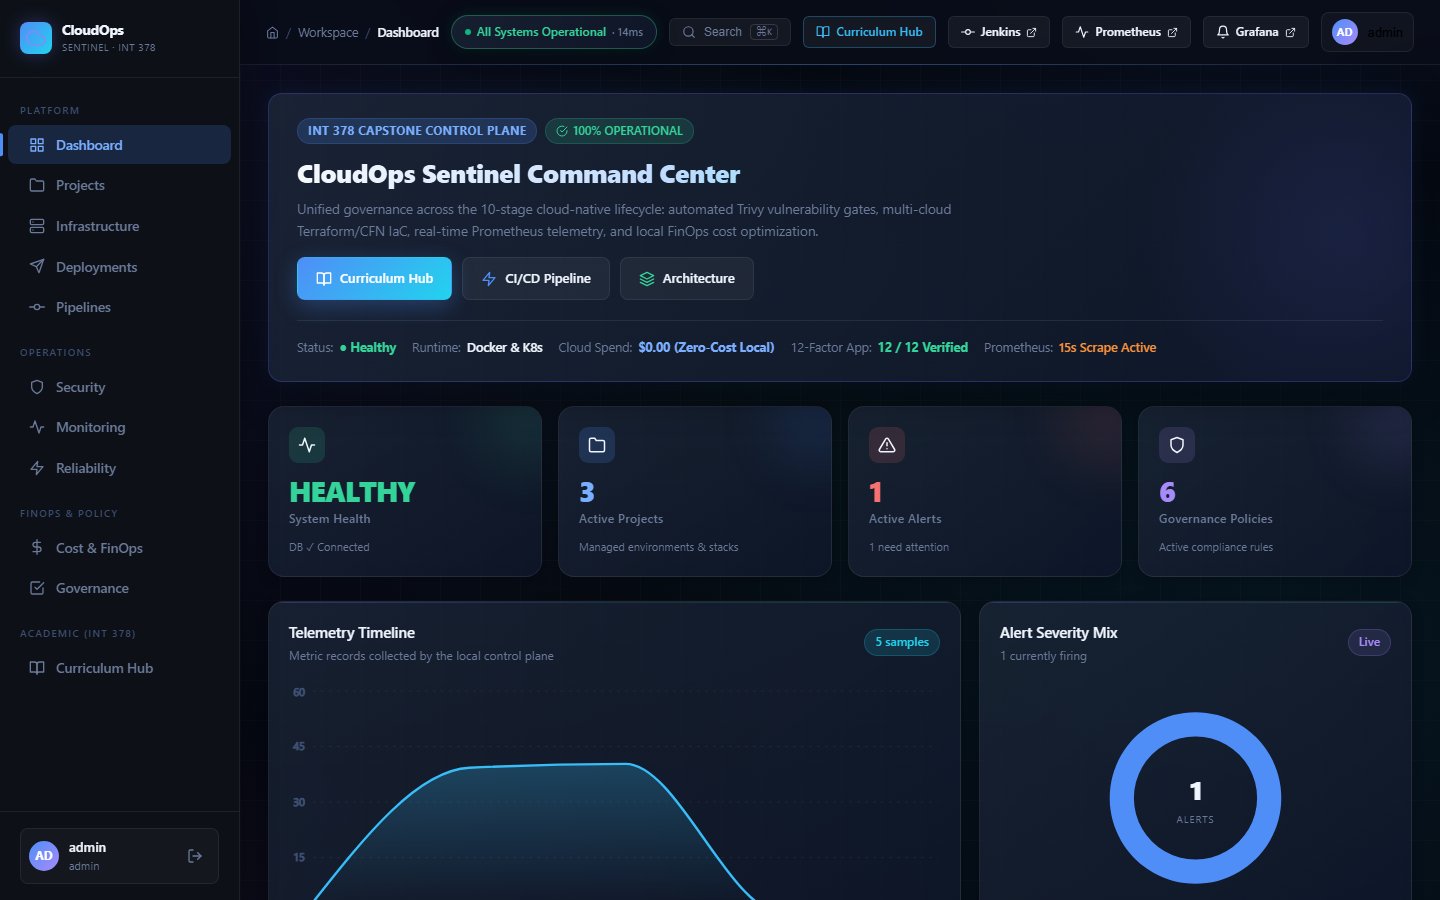 CloudOps
SENTINEL · INT 378
PLATFORM
Dashboard
Projects
Infrastructure
Deployments
Pipelines
OPERATIONS
Security
Monitoring
Reliability
FINOPS & POLICY
Cost & FinOps
Governance
ACADEMIC (INT 378)
Curriculum Hub
AD
admin
admin
/ Workspace / Dashboard
All Systems Operational · 14ms
Search ⌘K
Curriculum Hub
Jenkins
Prometheus
Grafana
AD admin
INT 378 CAPSTONE CONTROL PLANE
100% OPERATIONAL
CloudOps Sentinel Command Center
Unified governance across the 10-stage cloud-native lifecycle: automated Trivy vulnerability gates, multi-cloud
Terraform/CFN IaC, real-time Prometheus telemetry, and local FinOps cost optimization.
Curriculum Hub
CI/CD Pipeline
Architecture
Status: ● Healthy Runtime: Docker & K8s Cloud Spend: $0.00 (Zero-Cost Local) 12-Factor App: 12 / 12 Verified Prometheus: 15s Scrape Active
HEALTHY
System Health
DB ✓ Connected
3
Active Projects
Managed environments & stacks
1
Active Alerts
1 need attention
6
Governance Policies
Active compliance rules
Telemetry Timeline
Metric records collected by the local control plane
5 samples
60
45
30
15
Alert Severity Mix
1 currently firing
Live
1
ALERTS